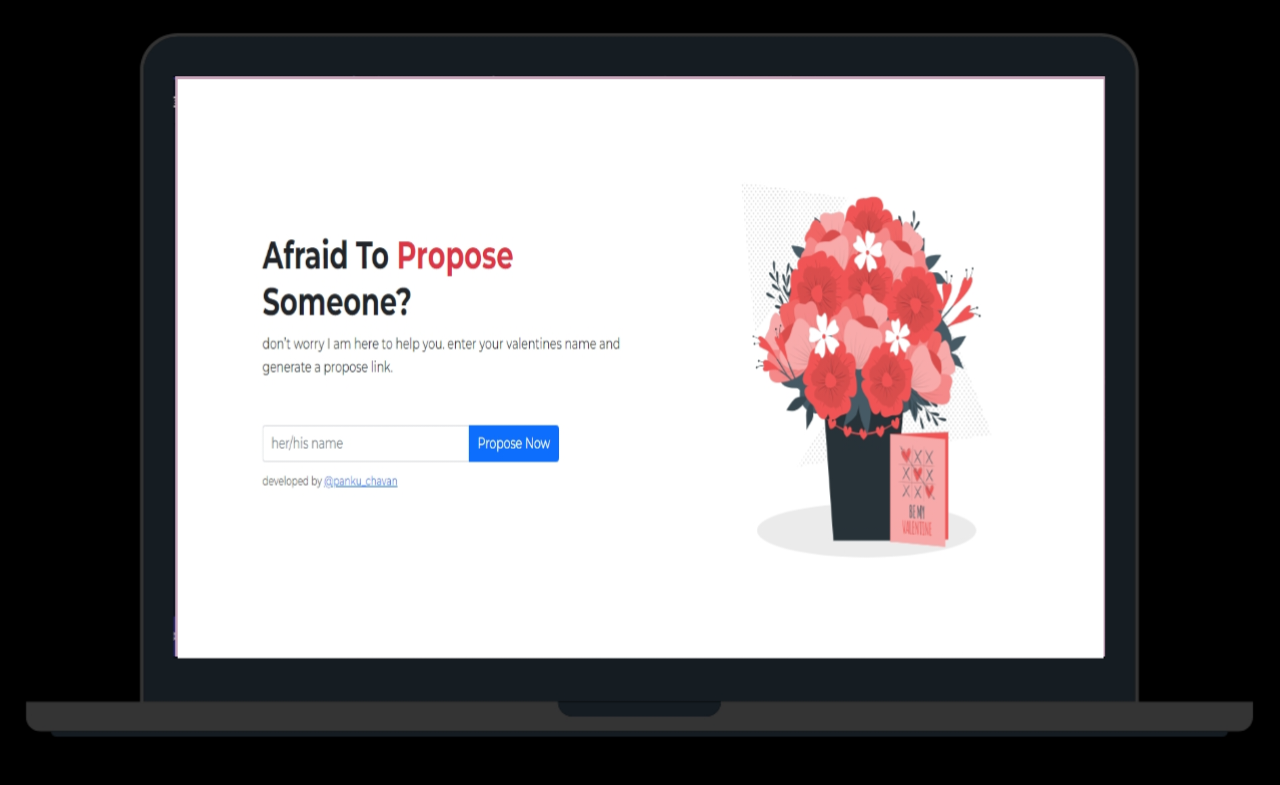 Afraid To Propose
Someone?
don't worry I am here to help you. enter your valentines name and
generate a propose link.
her/his name
Propose Now
developed by @panku_chavan
BE MY
VALENTINE